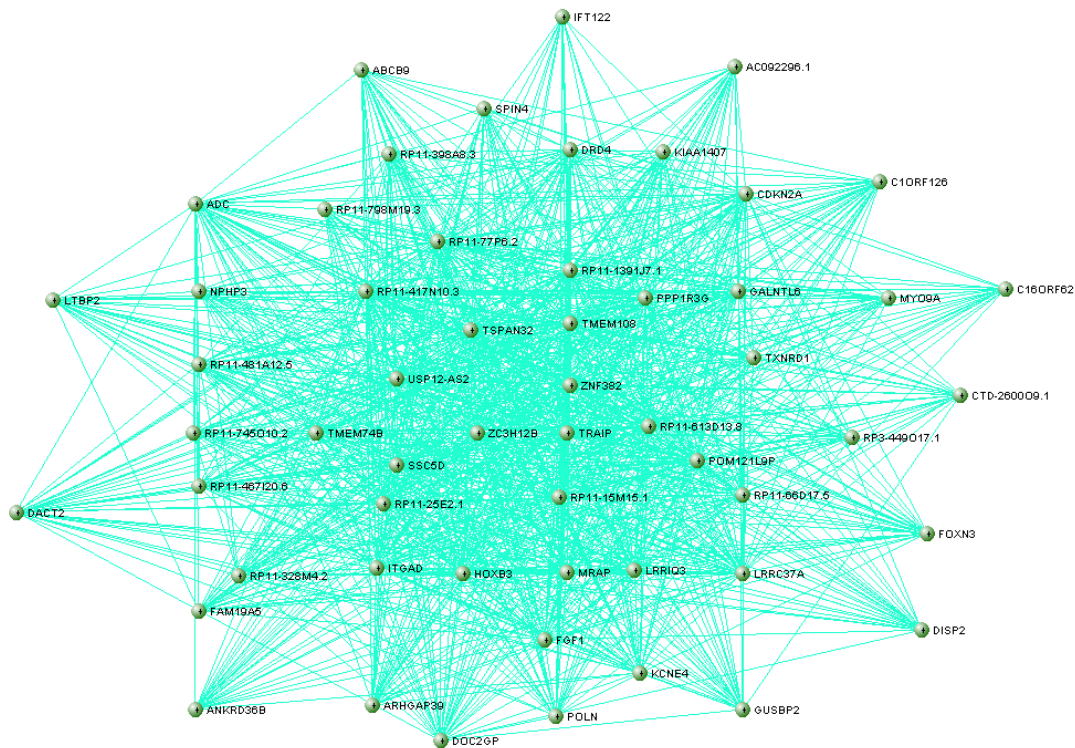 IFT122
ABCB9
AC092296.1
SPIN4
RP11-398A8.3
DRD4
KIAA1407
C1ORF126
CDKN2A
ADC
RP11-798M19.3
RP11-77P6.2
RP11-1391J7.1
LTBP2
NPHP3
RP11-417N10.3
PPP1R3G
GALNTL6
MYO9A
C16ORF62
TSPAN32
TMEM108
RP11-481A12.5
TXNRD1
USP12-AS2
ZNF382
CTD-2600O9.1
RP11-745O10.2
TMEM74B
ZC3H12B
TRAIP
RP11-613D13.8
RP3-449O17.1
SSC5D
POM121L9P
RP11-467I20.6
RP11-25E2.1
RP11-15M15.1
RP11-66D17.5
DACT2
FOXN3
RP11-328M4.2
ITGAD
HOXB3
MRAP
LRRIQ3
LRRC37A
FAM19A5
DISP2
FGF1
KCNE4
ANKRD36B
ARHGAP39
POLN
GUSBP2
DOC2GP